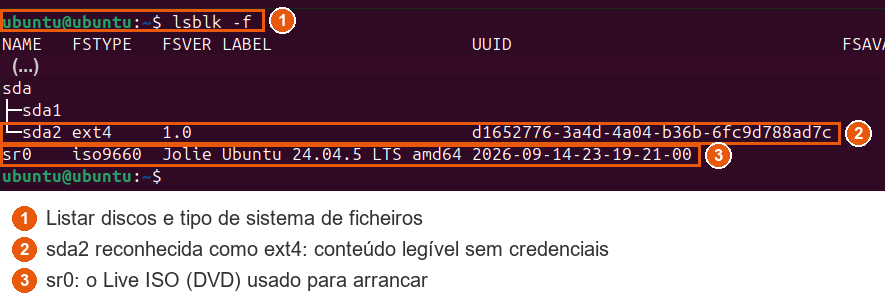 ubuntu@ubuntu:~$ lsblk -f 1
NAME FSTYPE FSVER LABEL UUID FSAVA
(...)
sda
├─sda1
└─sda2 ext4 1.0 d1652776-3a4d-4a04-b36b-6fc9d788ad7c 2
sr0 iso9660 Jolie Ubuntu 24.04.5 LTS amd64 2026-09-14-23-19-21-00 3
ubuntu@ubuntu:~$
1 Listar discos e tipo de sistema de ficheiros
2 sda2 reconhecida como ext4: conteúdo legível sem credenciais
3 sr0: o Live ISO (DVD) usado para arrancar